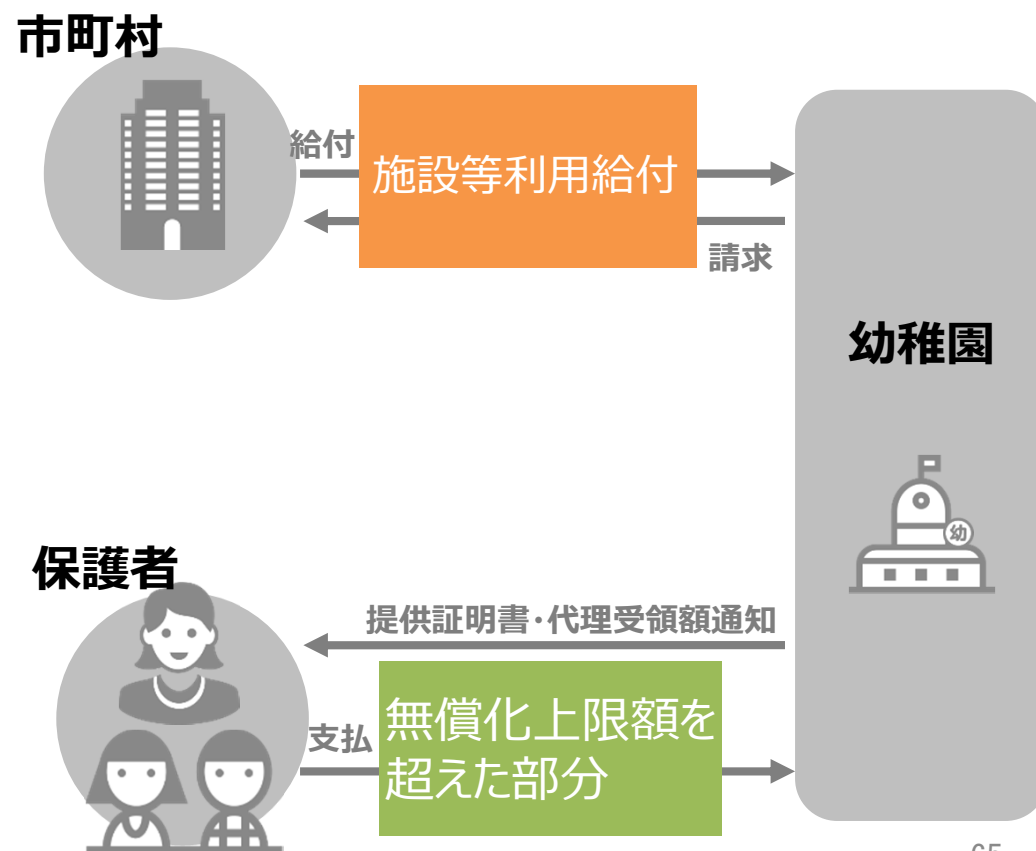 市町村
給付
施設等利用給付
請求
幼稚園
幼
保護者
提供証明書・代理受領額通知
支払
無償化上限額を
超えた部分
65